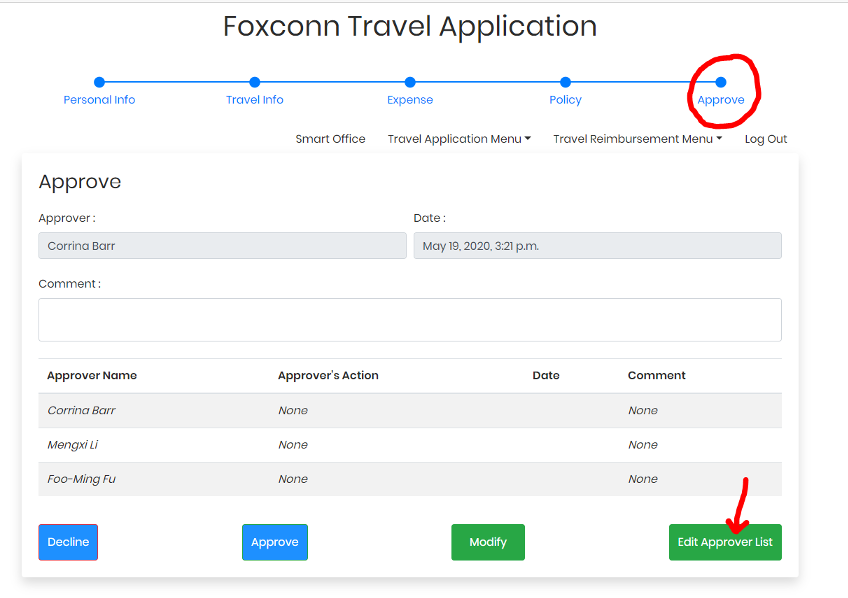 Foxconn Travel Application
Personal Info Travel Info Expense Policy Approve
Smart Office Travel Application Menu Travel Reimbursement Menu Log Out
Approve
Approver : Date :
Corrina Barr May 19, 2020, 3:21 p.m.
Comment :
Approver Name Approver's Action Date Comment
Corrina Barr None None
Mengxi Li None None
Foo-Ming Fu None None
Decline Approve Modify Edit Approver List